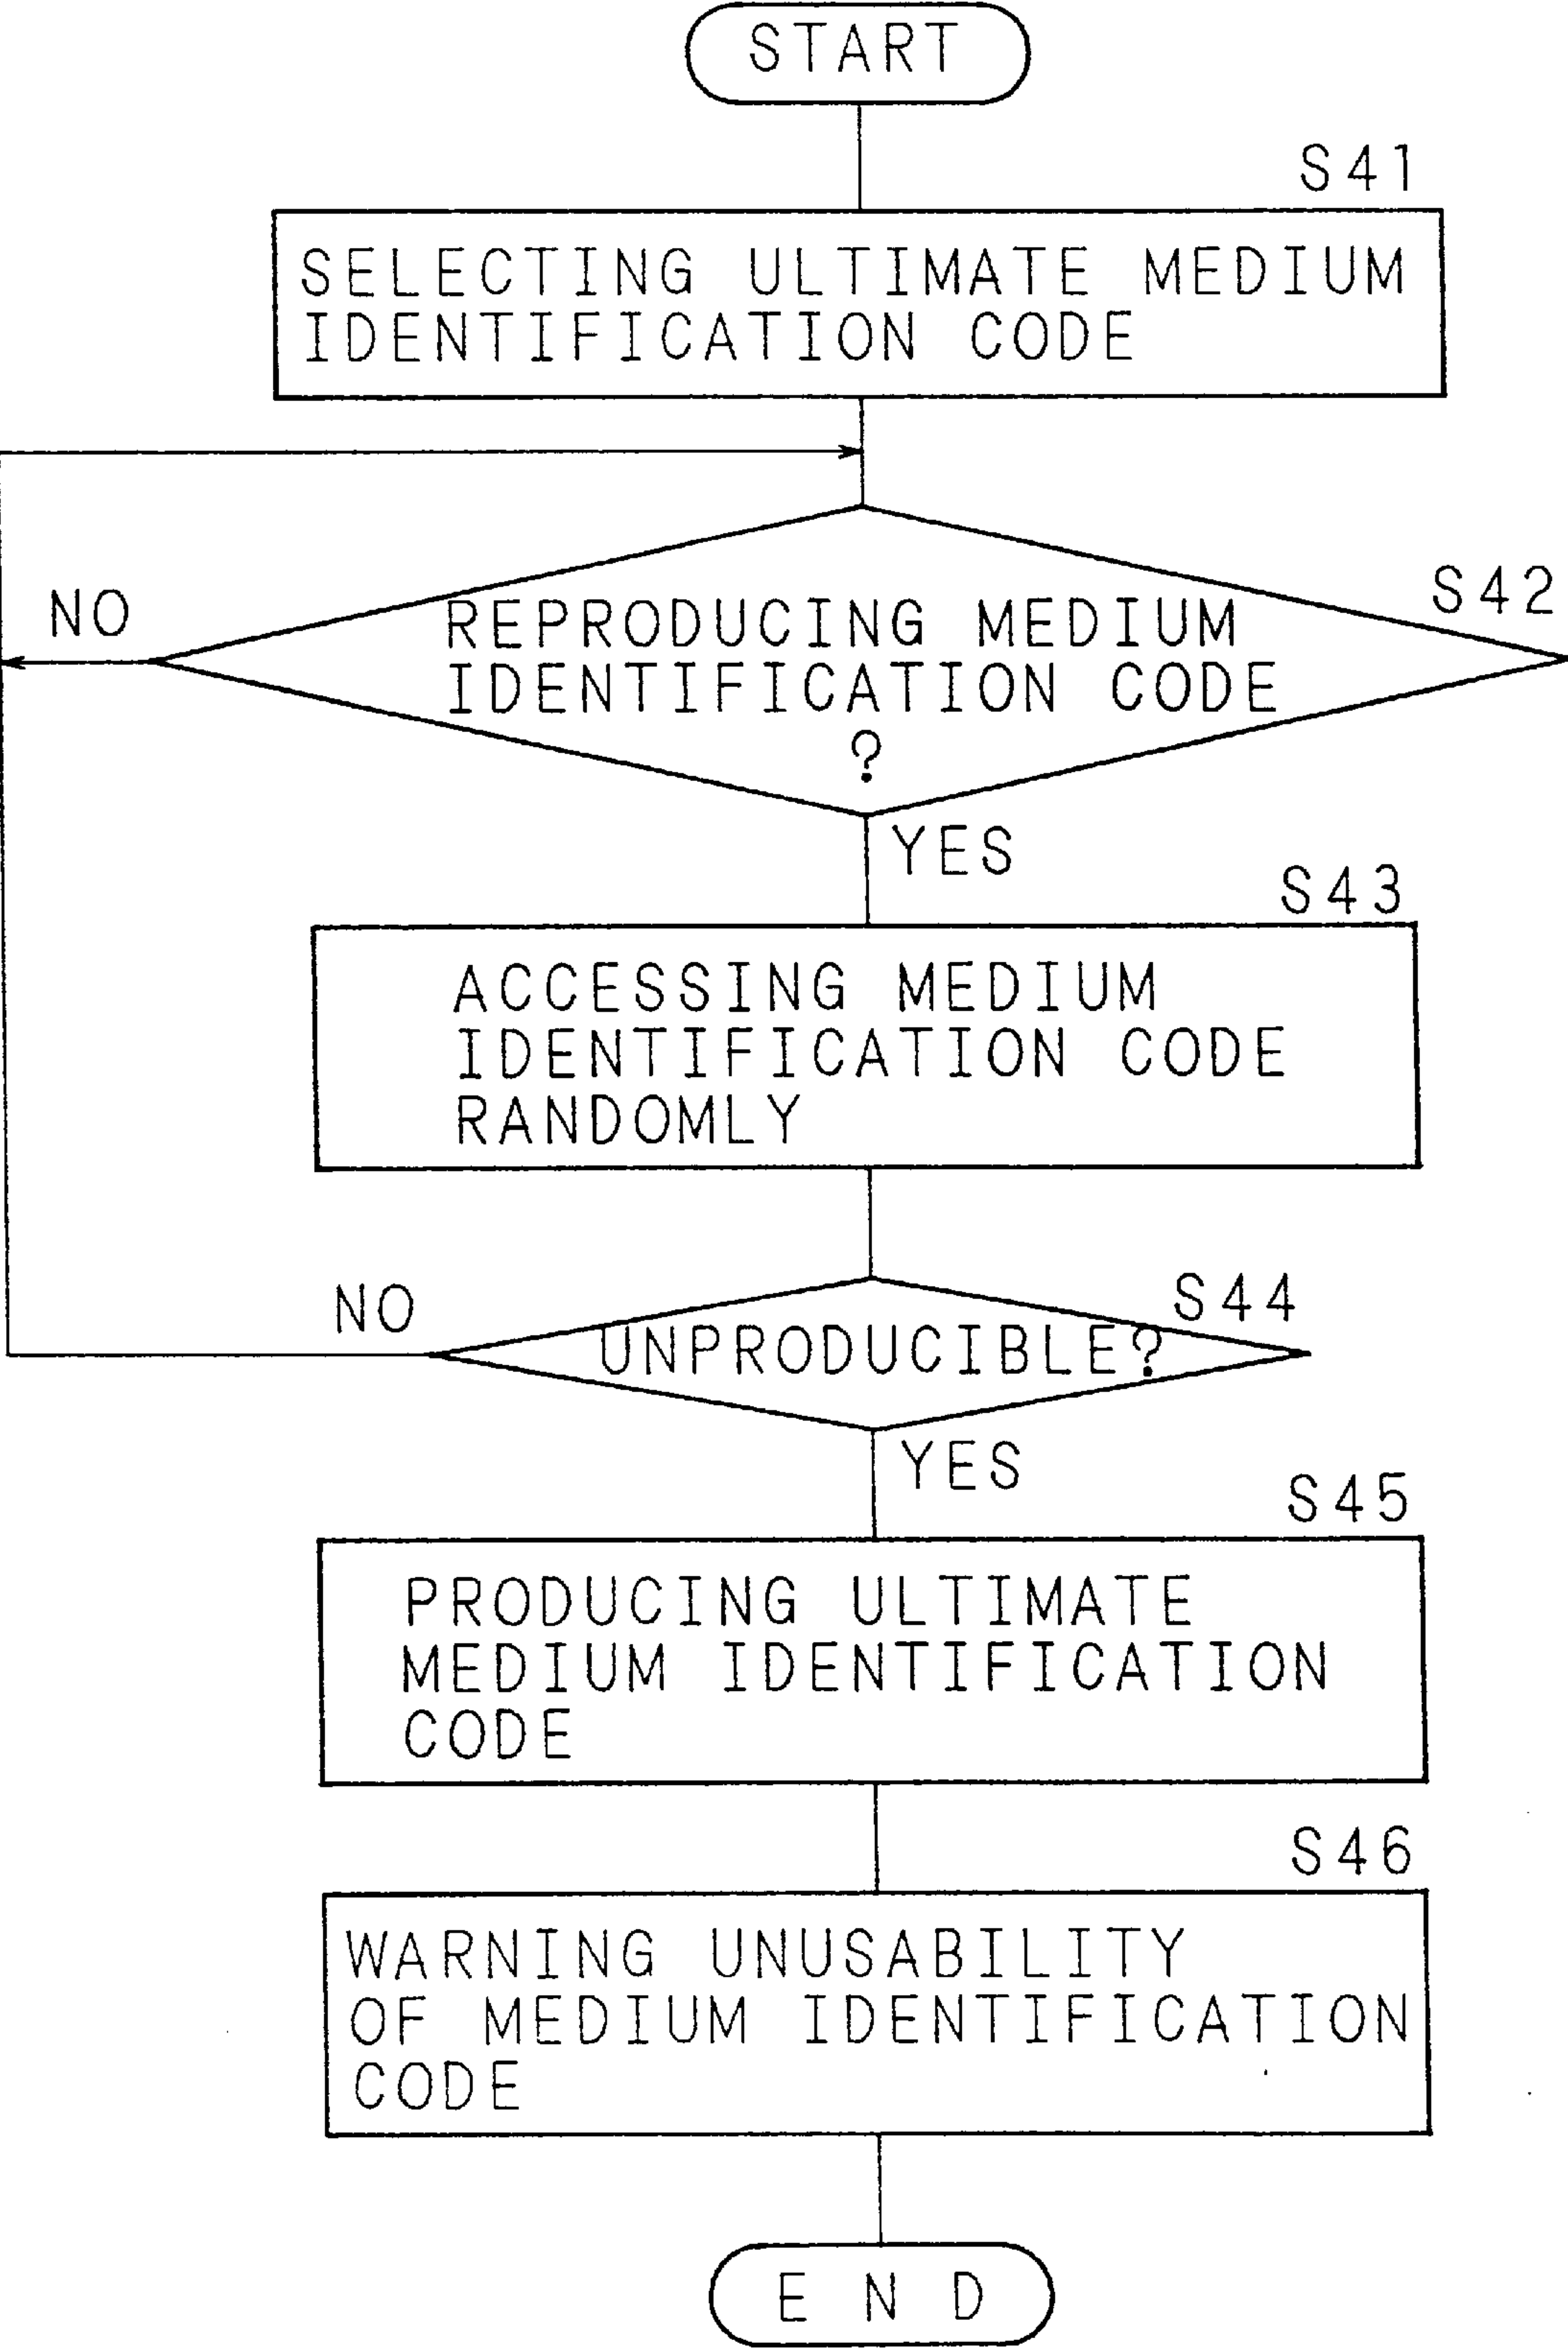 START
S41
SELECTING ULTIMATE MEDIUM
IDENTIFICATION CODE
NO
S42
REPRODUCING MEDIUM
IDENTIFICATION CODE
?
YES
S43
ACCESSING MEDIUM
IDENTIFICATION CODE
RANDOMLY
NO
S44
UNPRODUCIBLE?
YES
S45
PRODUCING ULTIMATE
MEDIUM IDENTIFICATION
CODE
S46
WARNING UNUSABILITY
OF MEDIUM IDENTIFICATION
CODE
END